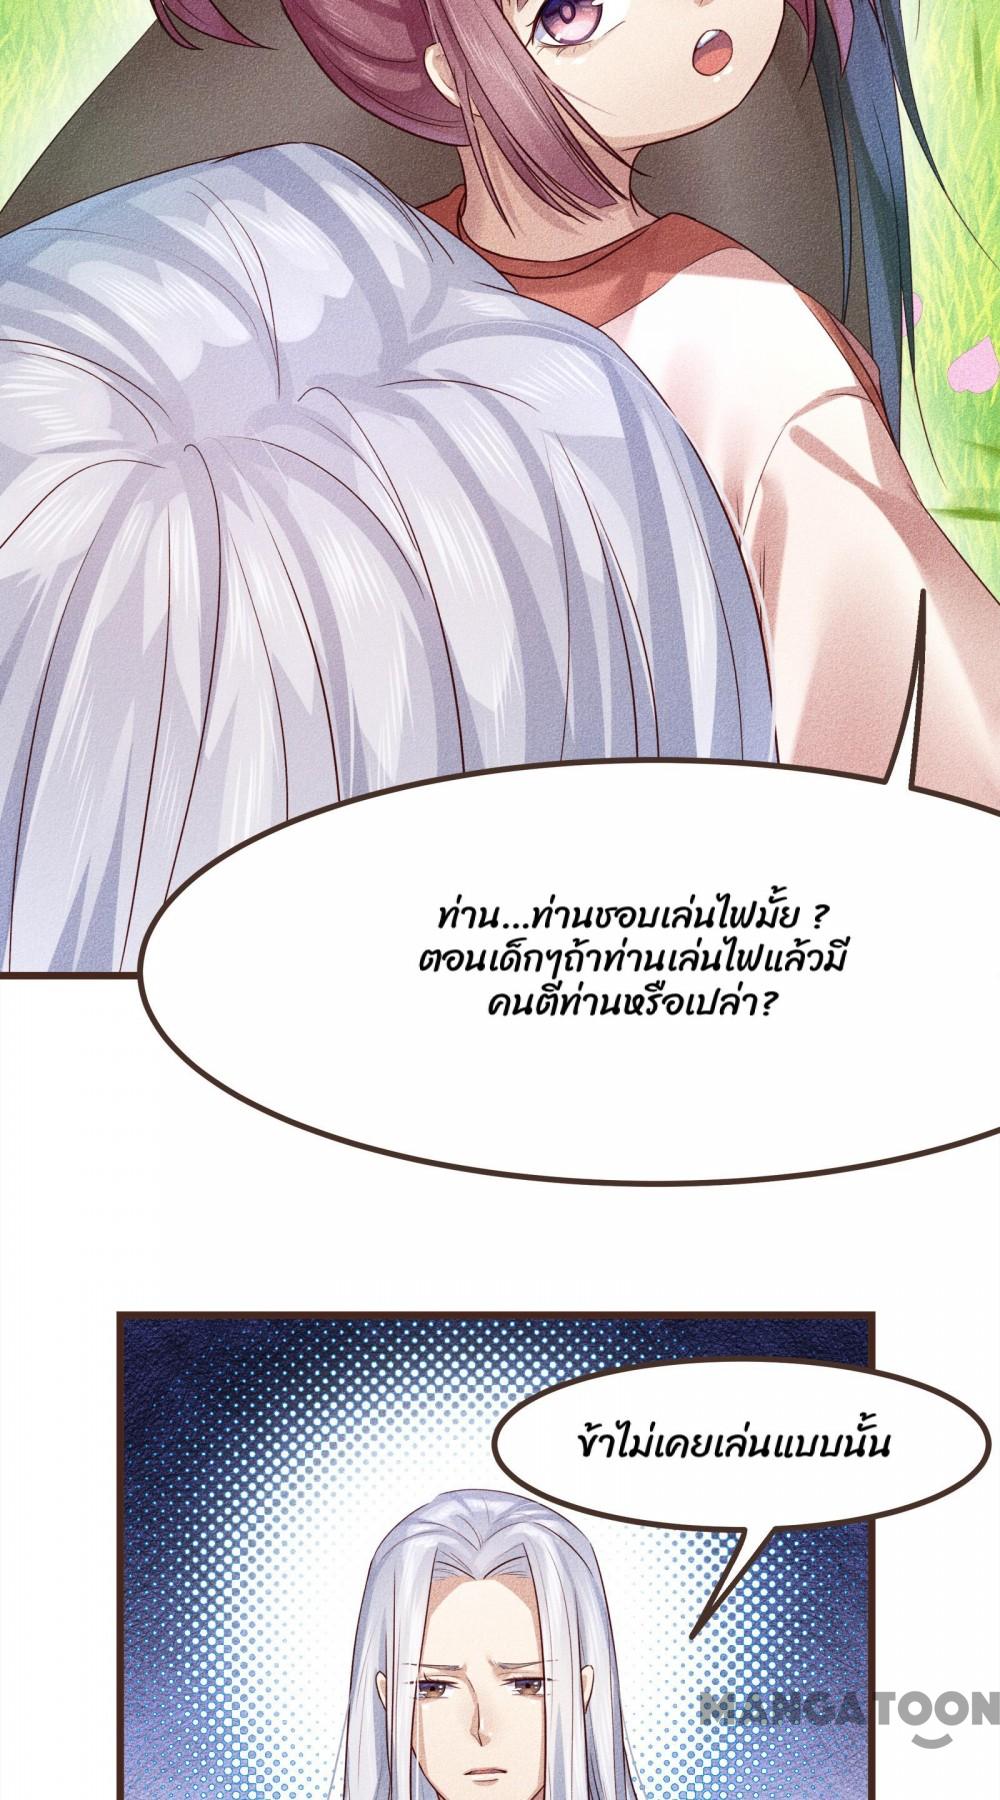 ท่าน...ท่านชอบเล่นไฟมั้ย ?
ตอนเด็กๆถ้าท่านเล่นไฟแล้วมี
คนตีท่านหรือเปล่า?
ข้าไม่เคยเล่นแบบนั้น
MANGATOON